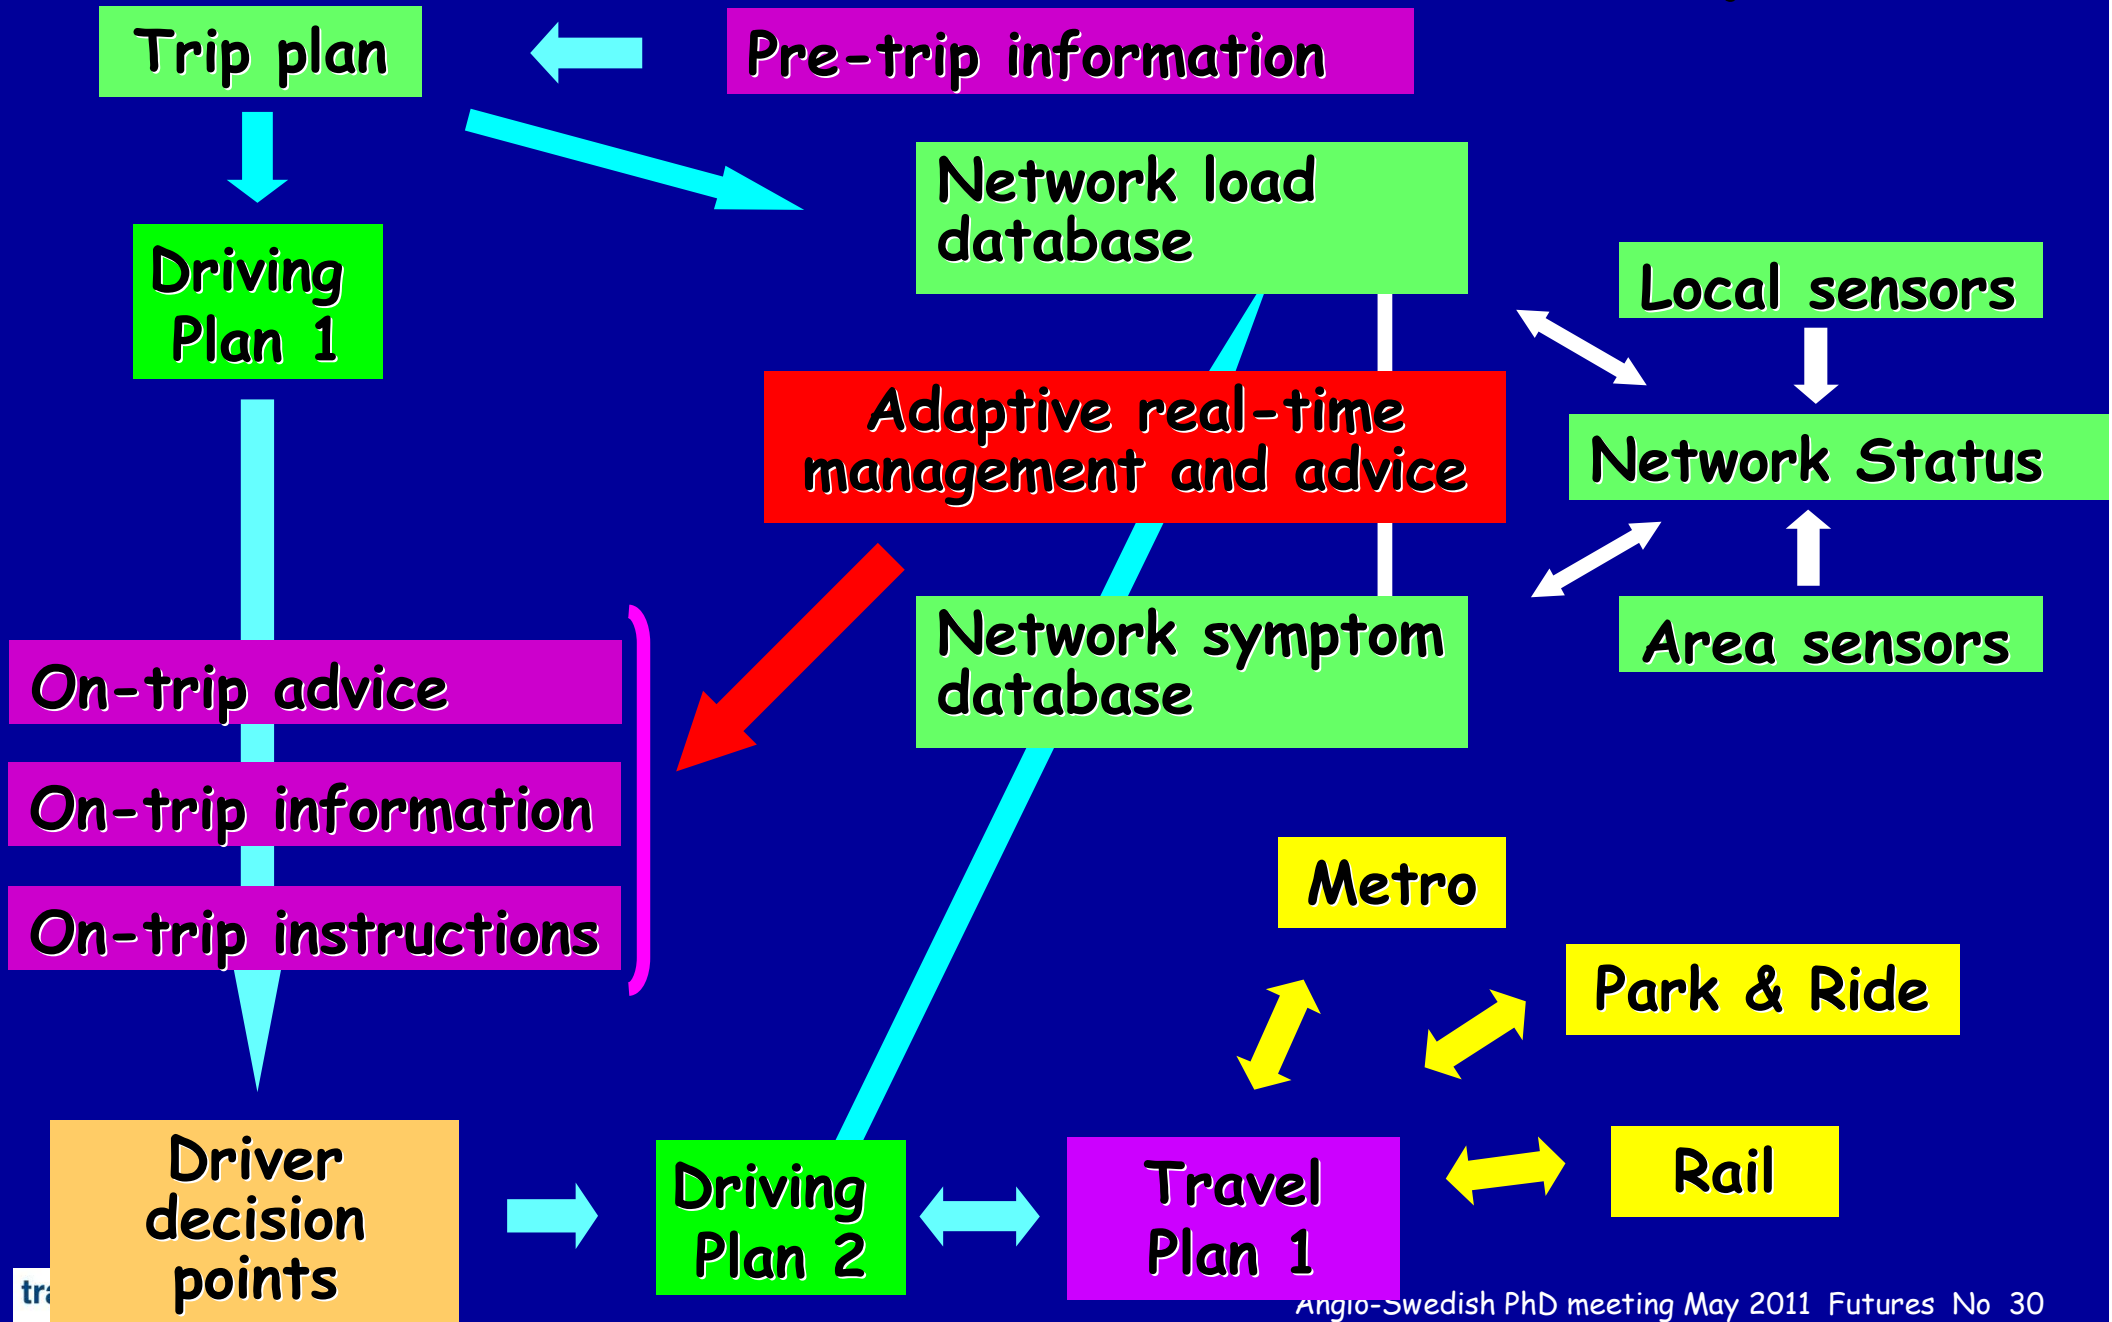 Trip plan
Pre-trip information
Network load
database
Driving
Plan 1
Local sensors
Adaptive real-time
management and advice
Network Status
On-trip advice
Network symptom
database
Area sensors
On-trip information
On-trip instructions
Metro
Park & Ride
Driver
decision
points
Driving
Plan 2
Travel
Plan 1
Rail
Anglo-Swedish PhD meeting May 2011 Futures No 30